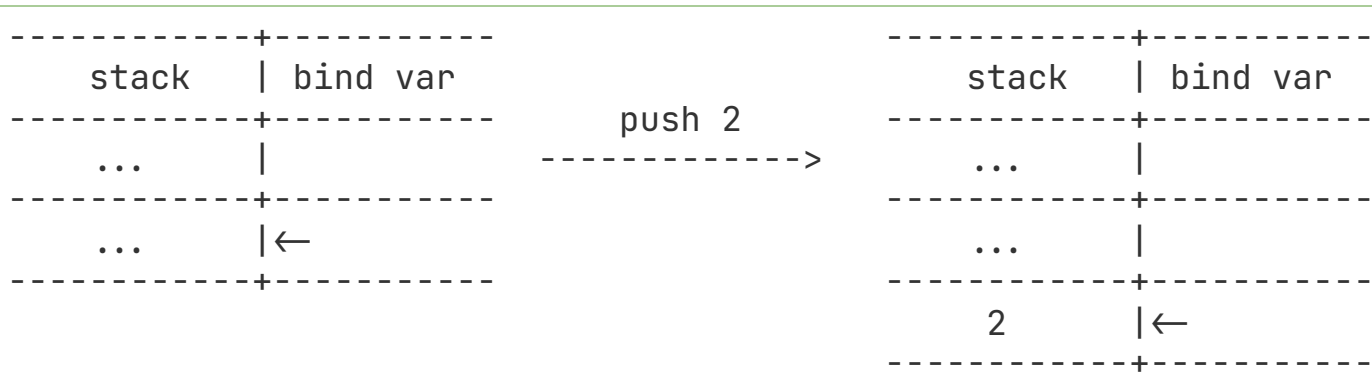 ------------+-----------                   ------------+-----------
    stack   | bind var                         stack   | bind var
------------+-----------      push 2       ------------+-----------
    ...     |             ------------->       ...     |
------------+-----------                   ------------+-----------
    ...     |←                                 ...     |
------------+-----------                   ------------+-----------
                                                2      |←
                                           ------------+-----------